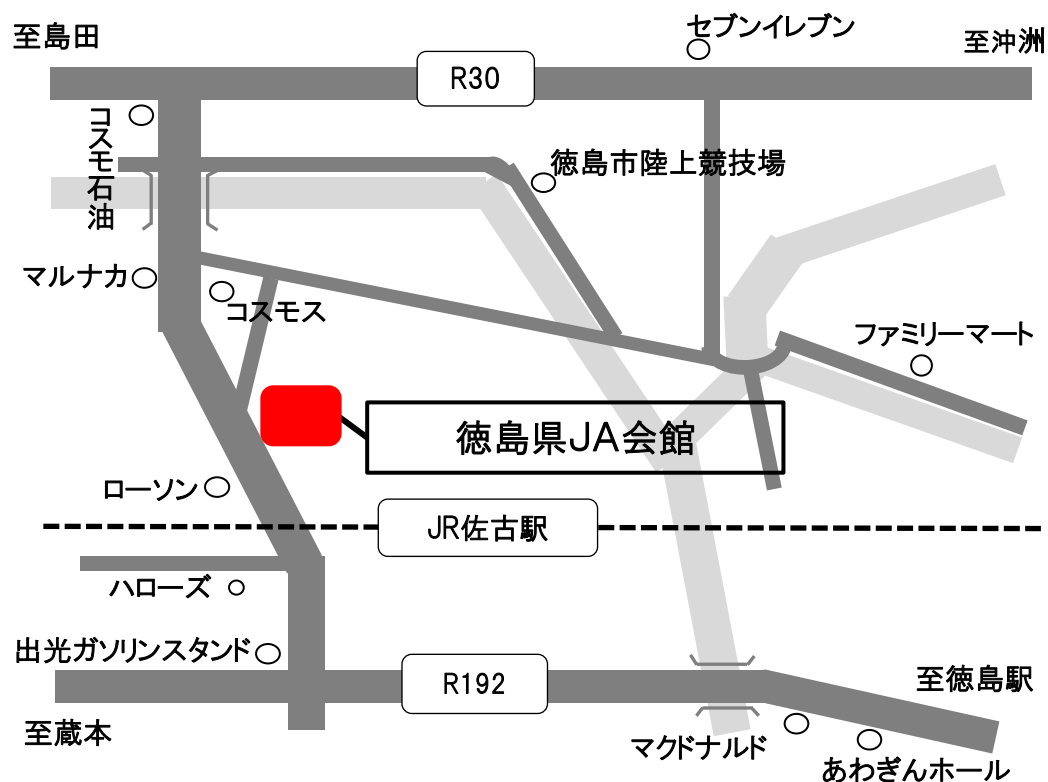 セブンイレブン
至島田
至沖洲
R30
コスモ石油
徳島市陸上競技場
マルナカ
コスモス
ファミリーマート
徳島県JA会館
ローソン
JR佐古駅
ハローズ
出光ガソリンスタンド
R192
至徳島駅
至蔵本
マクドナルド
あわぎんホール